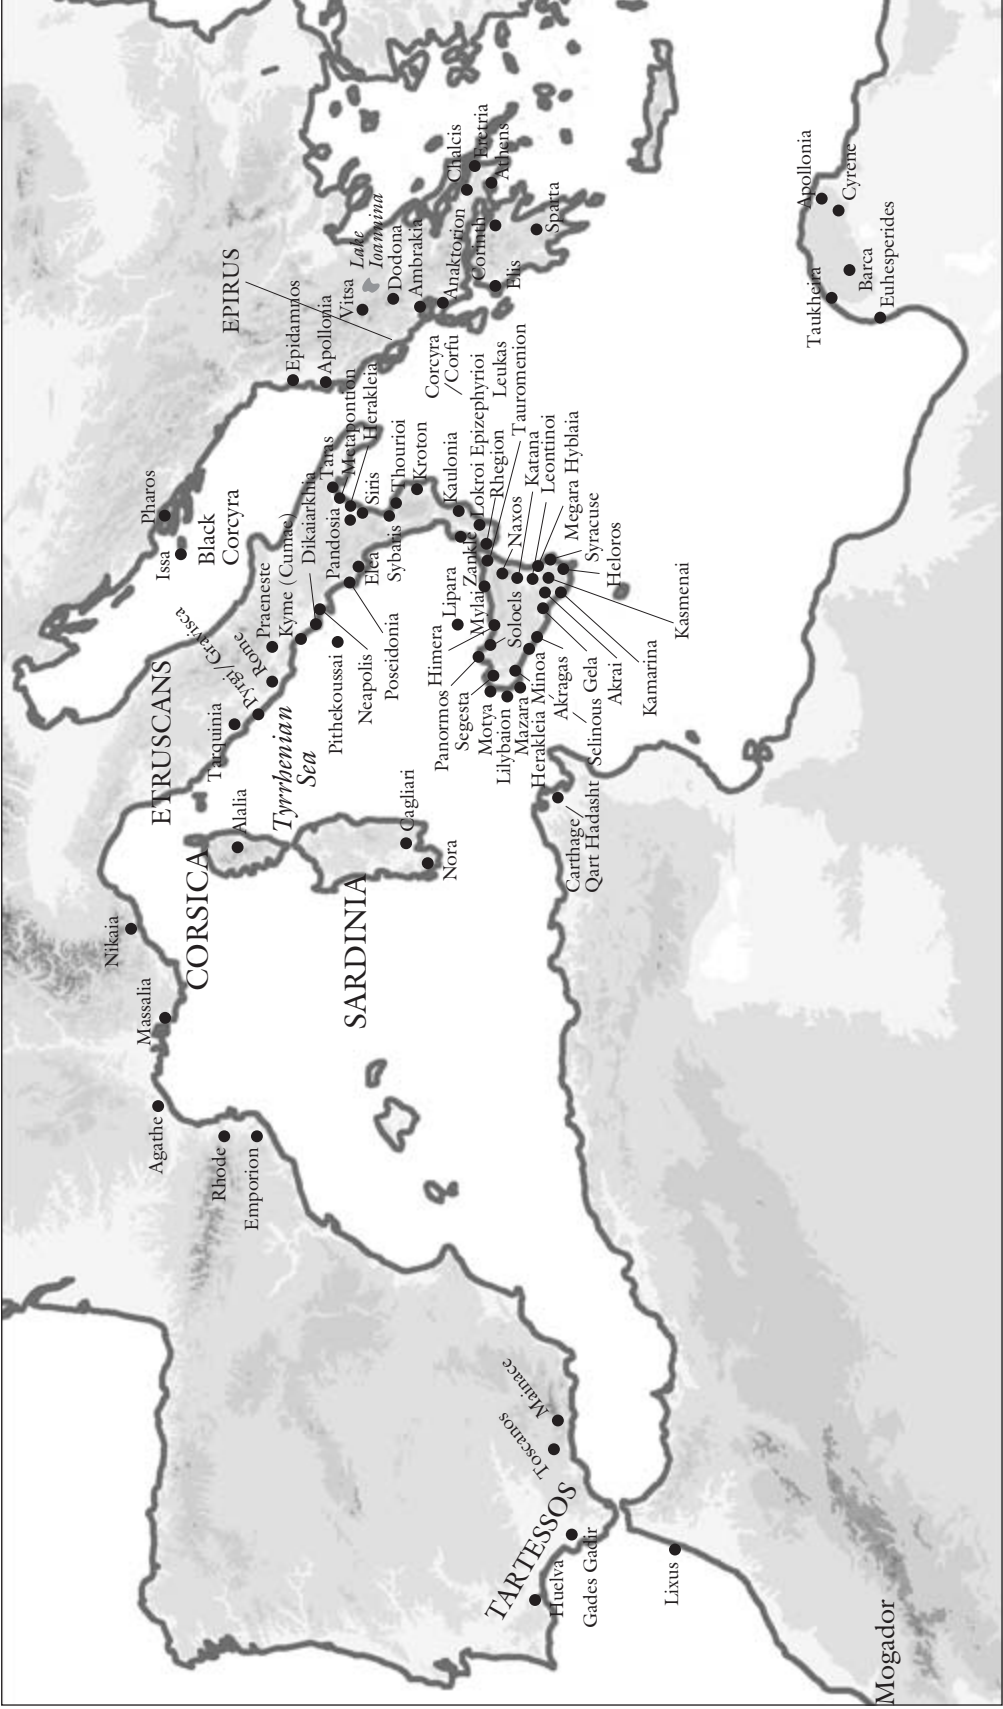 Nikaia
Massalia
Agathe
Rhode
Emporion
CORSICA
Alalia
SARDINIA
Cagliari
Nora
ETRUSCANS
Tarquinia
Pyrgi/Gravisca
Rome
Praeneste
Kyme (Cumae)
Dikaiarkhia
Tyrrhenian
Sea
Pithekoussai
Neapolis
Poseidonia
Elea
Pandosia
Issa
Pharos
Black
Corcyra
Taras
Metapontion
Herakleia
Siris
Sybaris
Thourioi
Kroton
Kaulonia
Lokroi Epizephyrioi
Rhegion
Tauromenion
Lipara
Zankle
Mylai
Himera
Soloels
Panormos
Segesta
Motya
Lilybaion
Mazara
Herakleia Minoa
Akragas
Selinous
Gela
Akrai
Kamarina
Kasmenai
Naxos
Katana
Leontinoi
Megara Hyblaia
Syracuse
Heloros
EPIRUS
Epidamnos
Apollonia
Vitsa
Lake
Ioannina
Dodona
Ambrakia
Anaktorion
Corcyra
/Corfu
Leukas
Corinth
Elis
Chalcis
Eretria
Athens
Sparta
Apollonia
Cyrene
Taukheira
Barca
Euhesperides
Carthage/
Qart Hadasht
TARTESSOS
Mainace
Toscanos
Huelva
Gades Gadir
Lixus
Mogador